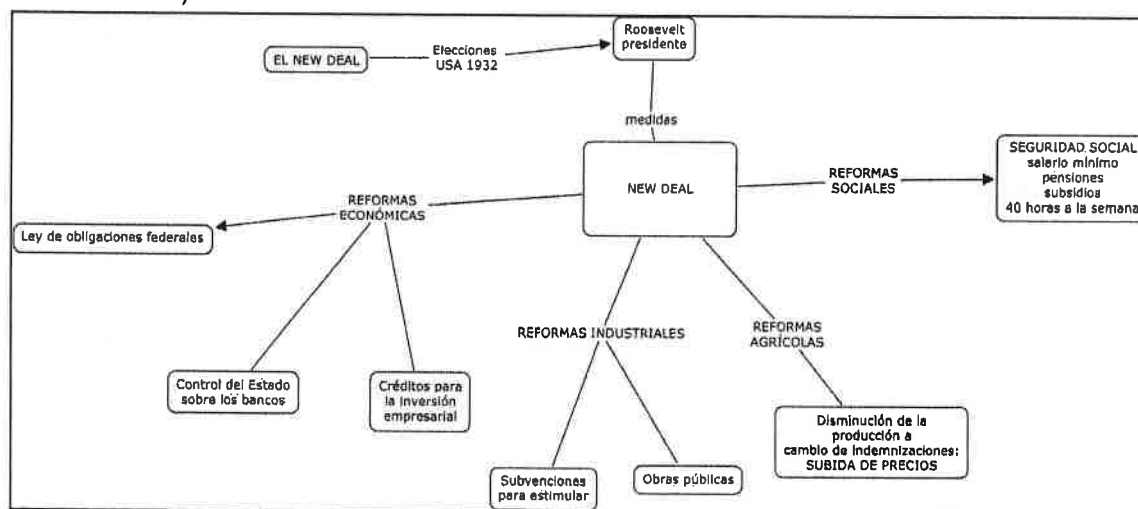 EL NEW DEAL
Elecciones
USA 1932
Roosevelt
presidente
medidas
NEW DEAL
REFORMAS
SOCIALES
SEGURIDAD SOCIAL
salario mínimo
pensiones
subsidios
40 horas a la semana
REFORMAS
ECONÓMICAS
Ley de obligaciones federales
Control del Estado
sobre los bancos
Créditos para
la inversión
empresarial
REFORMAS INDUSTRIALES
Subvenciones
para estimular
Obras públicas
REFORMAS
AGRÍCOLAS
Disminución de la
producción a
cambio de indemnizaciones:
SUBIDA DE PRECIOS